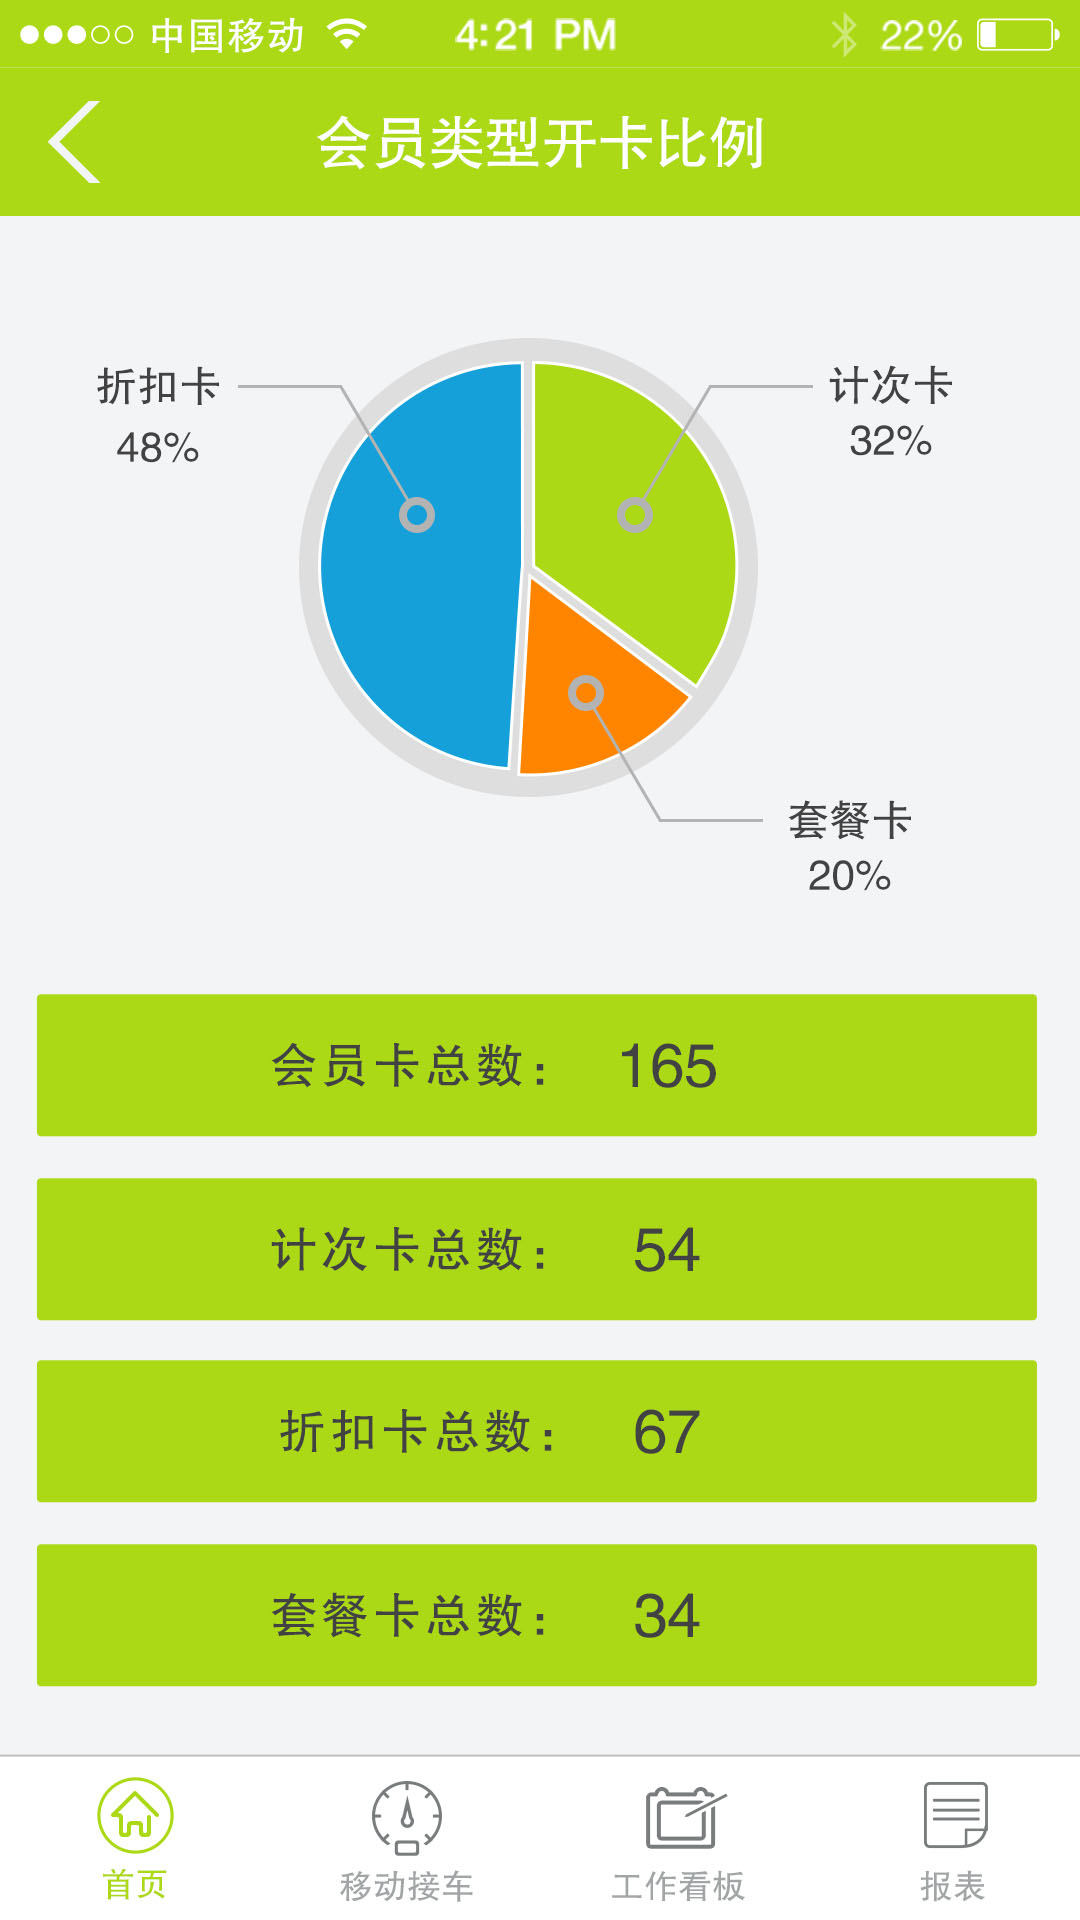 中国移动 4:21 PM 22%
会员类型开卡比例
折扣卡
48%
计次卡
32%
套餐卡
20%
会员卡总数： 165
计次卡总数： 54
折扣卡总数： 67
套餐卡总数： 34
首页 移动接车 工作看板 报表